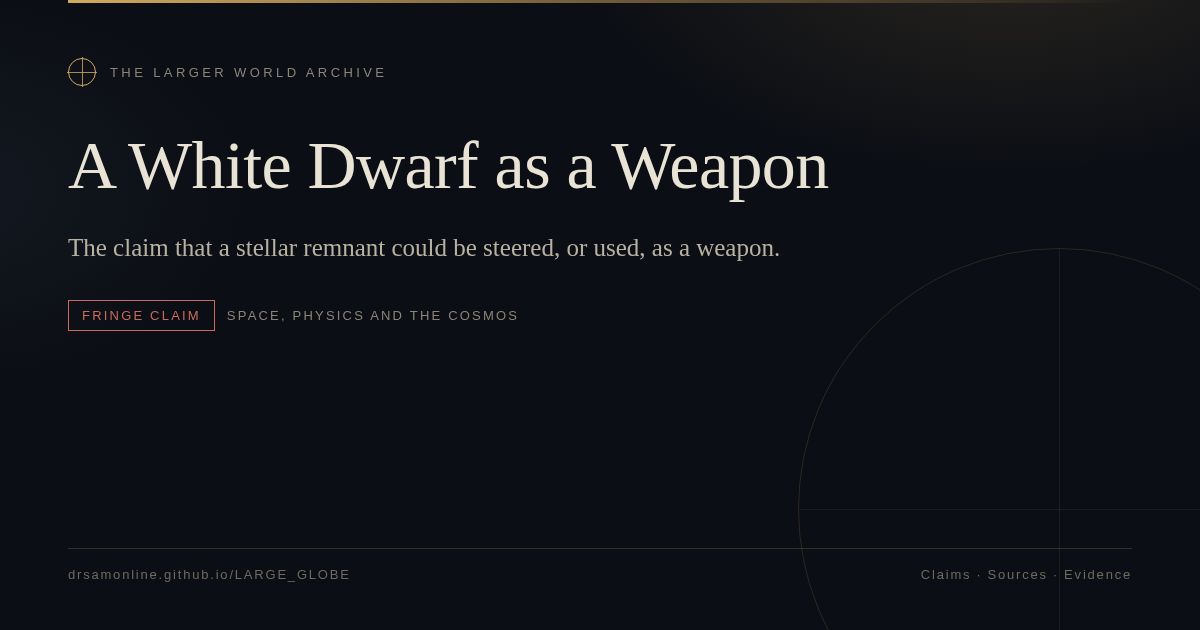 THE LARGER WORLD ARCHIVE
A White Dwarf as a Weapon
The claim that a stellar remnant could be steered, or used, as a weapon.
FRINGE CLAIM SPACE, PHYSICS AND THE COSMOS
drsamonline.github.io/LARGE_GLOBE Claims · Sources · Evidence